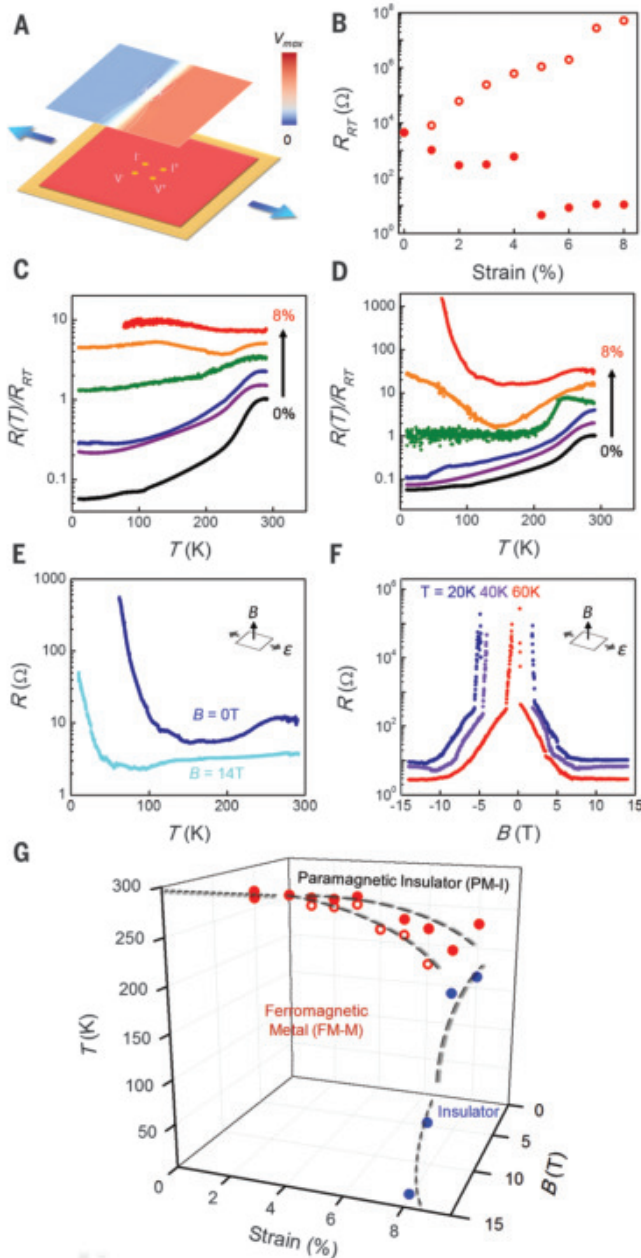 A
V_max
0
I⁻
I⁺
V⁻
V⁺
B
R_RT (Ω)
10⁸
10⁶
10⁴
10²
10⁰
0 2 4 6 8
Strain (%)
C
R(T)/R_RT
10
1
0.1
8%
0%
100 200 300
T (K)
D
R(T)/R_RT
1000
100
10
1
0.1
8%
0%
0 100 200 300
T (K)
E
R (Ω)
1000
100
10
1
B
ε
B = 0T
B = 14T
0 100 200 300
T (K)
F
R (Ω)
10⁶
10⁴
10²
10⁰
T = 20K 40K 60K
B
ε
-15 -10 -5 0 5 10 15
B (T)
G
T (K)
300
250
200
150
100
50
Paramagnetic Insulator (PM-I)
Ferromagnetic
Metal (FM-M)
Insulator
0
2
4
6
8
Strain (%)
0
5
10
15
B (T)